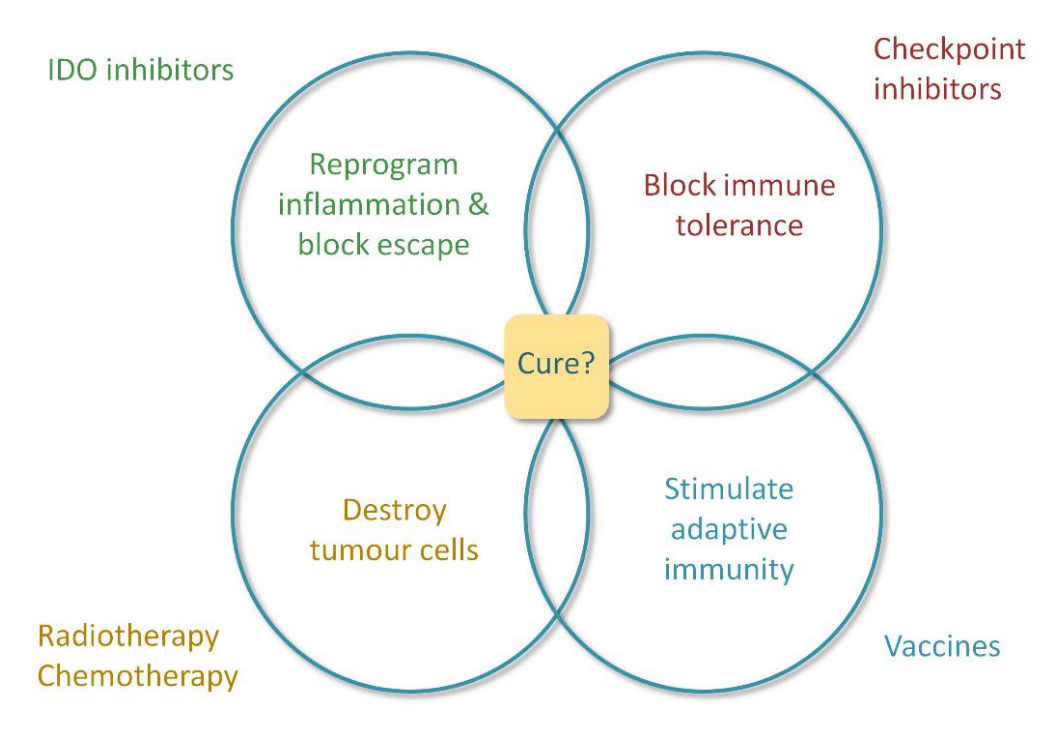 IDO inhibitors
Checkpoint
inhibitors
Reprogram
inflammation &
block escape
Block immune
tolerance
Cure?
Destroy
tumour cells
Stimulate
adaptive
immunity
Radiotherapy
Chemotherapy
Vaccines